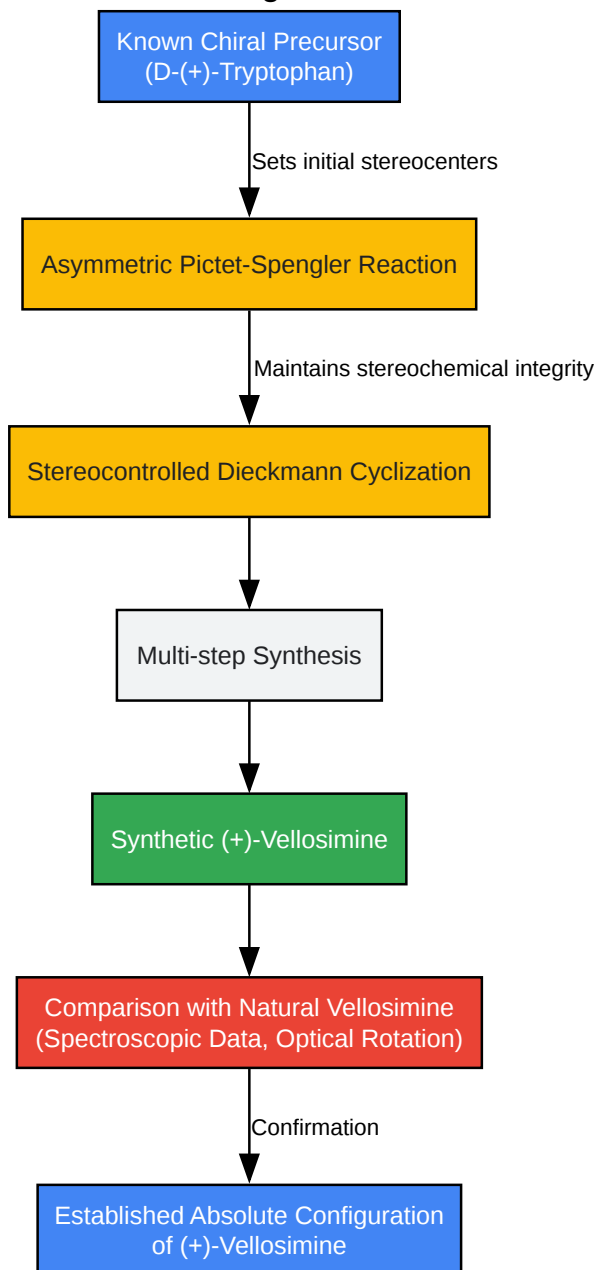 Known Chiral Precursor
(D-(+)-Tryptophan)
Sets initial stereocenters
Asymmetric Pictet-Spengler Reaction
Maintains stereochemical integrity
Stereocontrolled Dieckmann Cyclization
Multi-step Synthesis
Synthetic (+)-Vellosimine
Comparison with Natural Vellosimine
(Spectroscopic Data, Optical Rotation)
Confirmation
Established Absolute Configuration
of (+)-Vellosimine